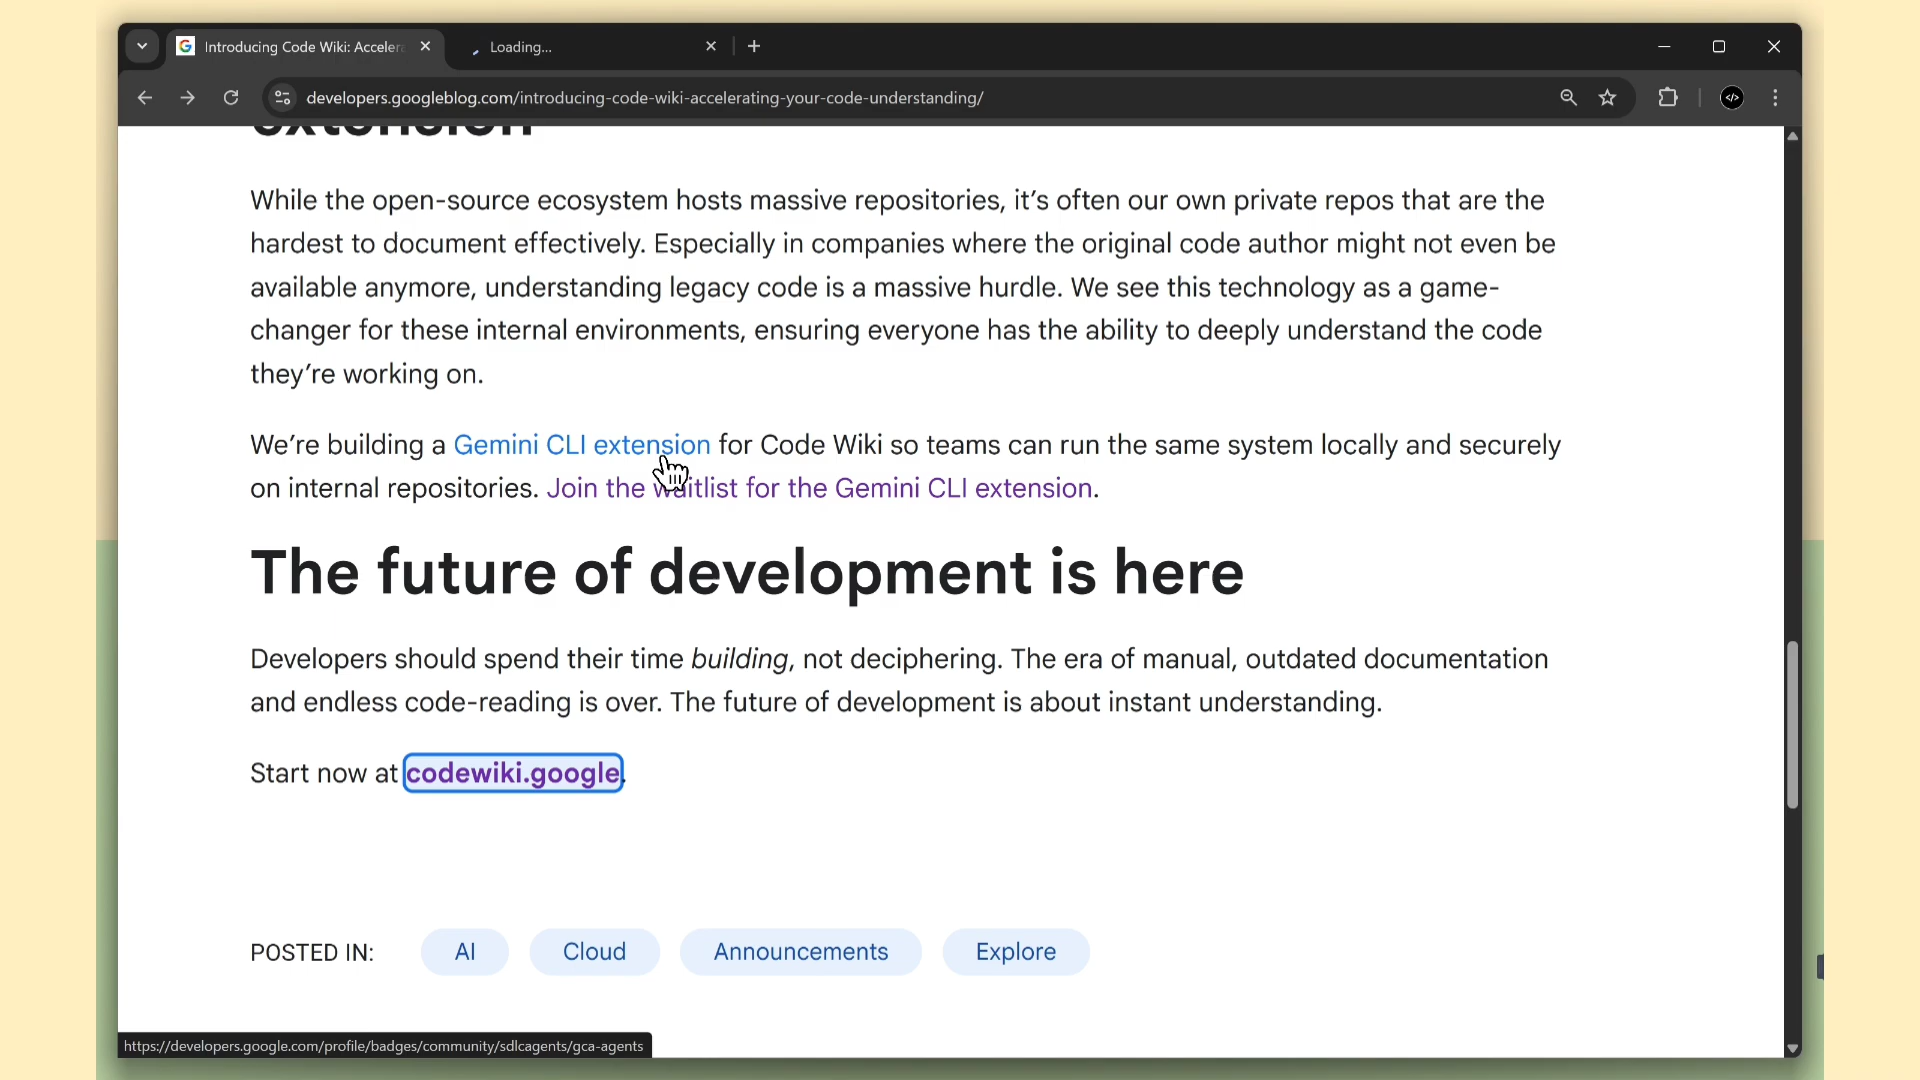 Introducing Code Wiki: Acceler
Loading...
developers.googleblog.com/introducing-code-wiki-accelerating-your-code-understanding/
extension
While the open-source ecosystem hosts massive repositories, it’s often our own private repos that are the
hardest to document effectively. Especially in companies where the original code author might not even be
available anymore, understanding legacy code is a massive hurdle. We see this technology as a game-
changer for these internal environments, ensuring everyone has the ability to deeply understand the code
they’re working on.
We’re building a Gemini CLI extension for Code Wiki so teams can run the same system locally and securely
on internal repositories. Join the waitlist for the Gemini CLI extension.
The future of development is here
Developers should spend their time building, not deciphering. The era of manual, outdated documentation
and endless code-reading is over. The future of development is about instant understanding.
Start now at codewiki.google.
POSTED IN: AI Cloud Announcements Explore
https://developers.google.com/profile/badges/community/sdlcagents/gca-agents